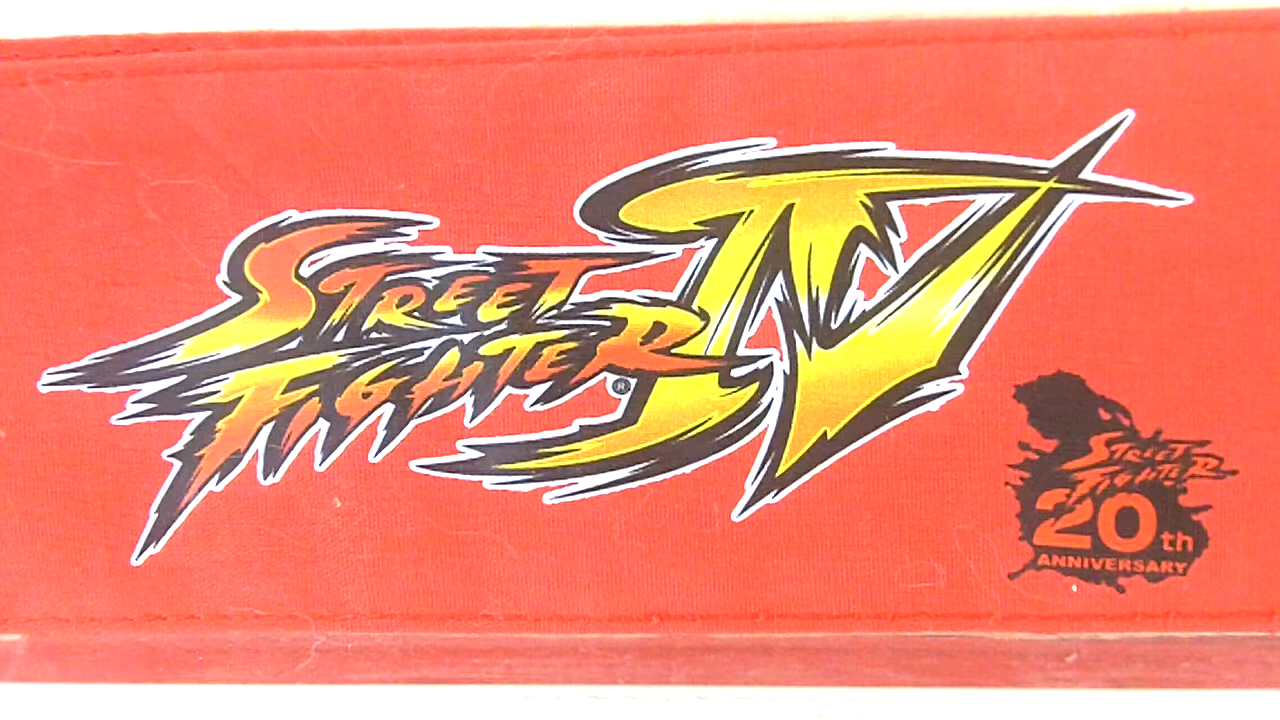 STREET
FIGHTER IV
®
STREET
FIGHTER
20th
ANNIVERSARY